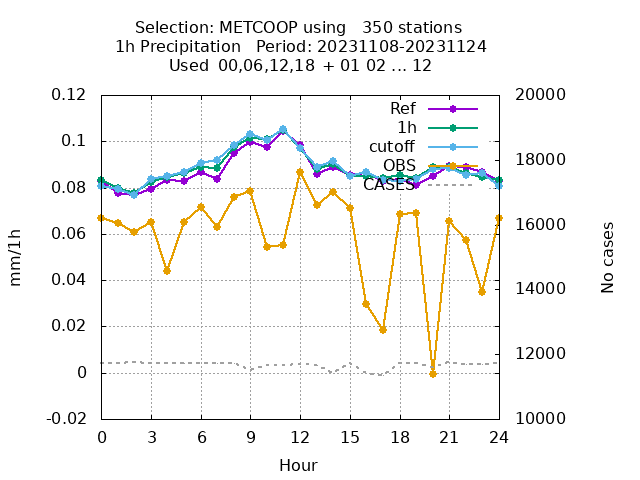 Selection: METCOOP using   350 stations
1h Precipitation   Period: 20231108-20231124
Used  00,06,12,18  + 01 02 ... 12
0.12
0.1
0.08
0.06
0.04
0.02
0
-0.02
mm/1h
Ref
1h
cutoff
OBS
CASES
20000
18000
16000
14000
12000
10000
No cases
0 3 6 9 12 15 18 21 24
Hour